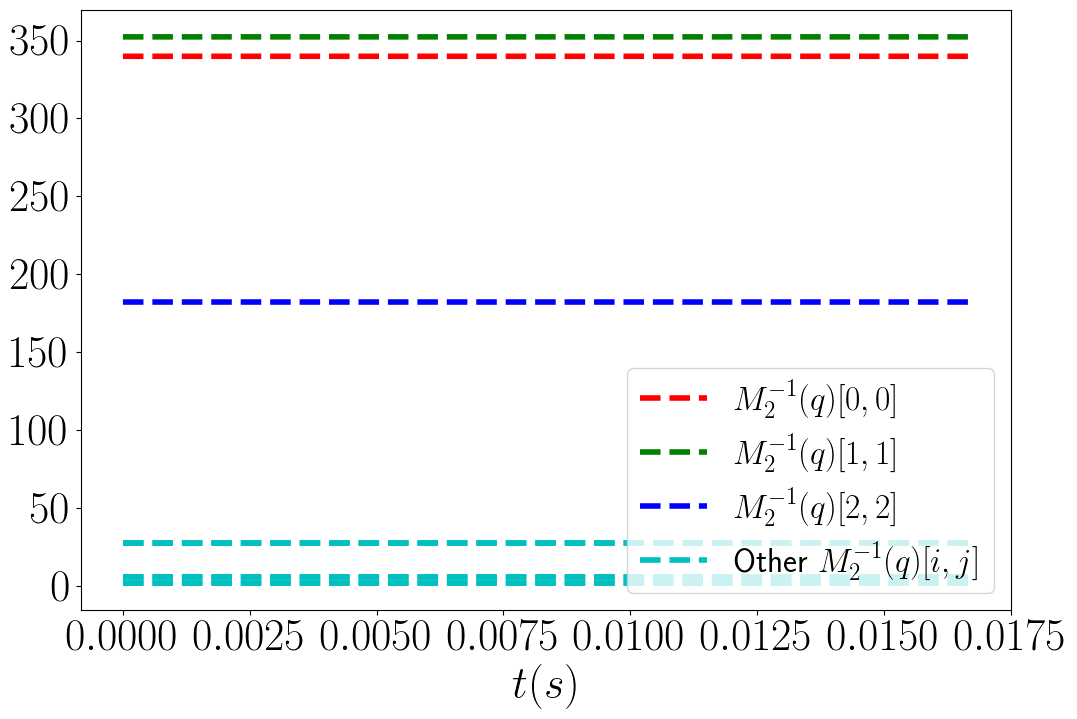 350
300
250
200
150
100
50
0
$M_2^{-1}(q)[0,0]$
$M_2^{-1}(q)[1,1]$
$M_2^{-1}(q)[2,2]$
Other $M_2^{-1}(q)[i,j]$
0.0000 0.0025 0.0050 0.0075 0.0100 0.0125 0.0150 0.0175
$t(s)$